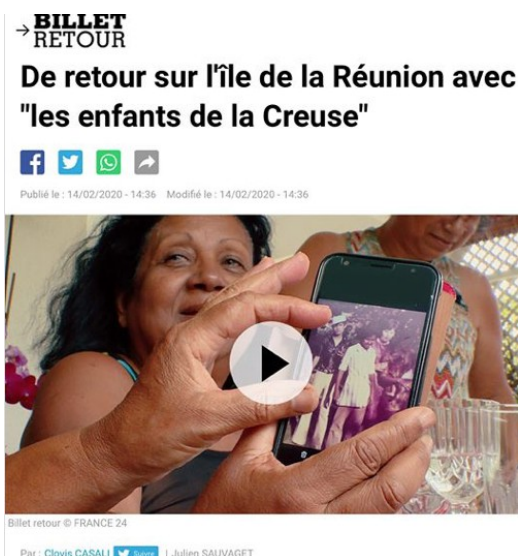 → BILLET
RETOUR
De retour sur l'île de la Réunion avec
"les enfants de la Creuse"
Publié le : 14/02/2020 - 14:36 Modifié le : 14/02/2020 - 14:36
Billet retour © FRANCE 24
Par : Clovis CASALI Suivre | Julien SAUVAGET